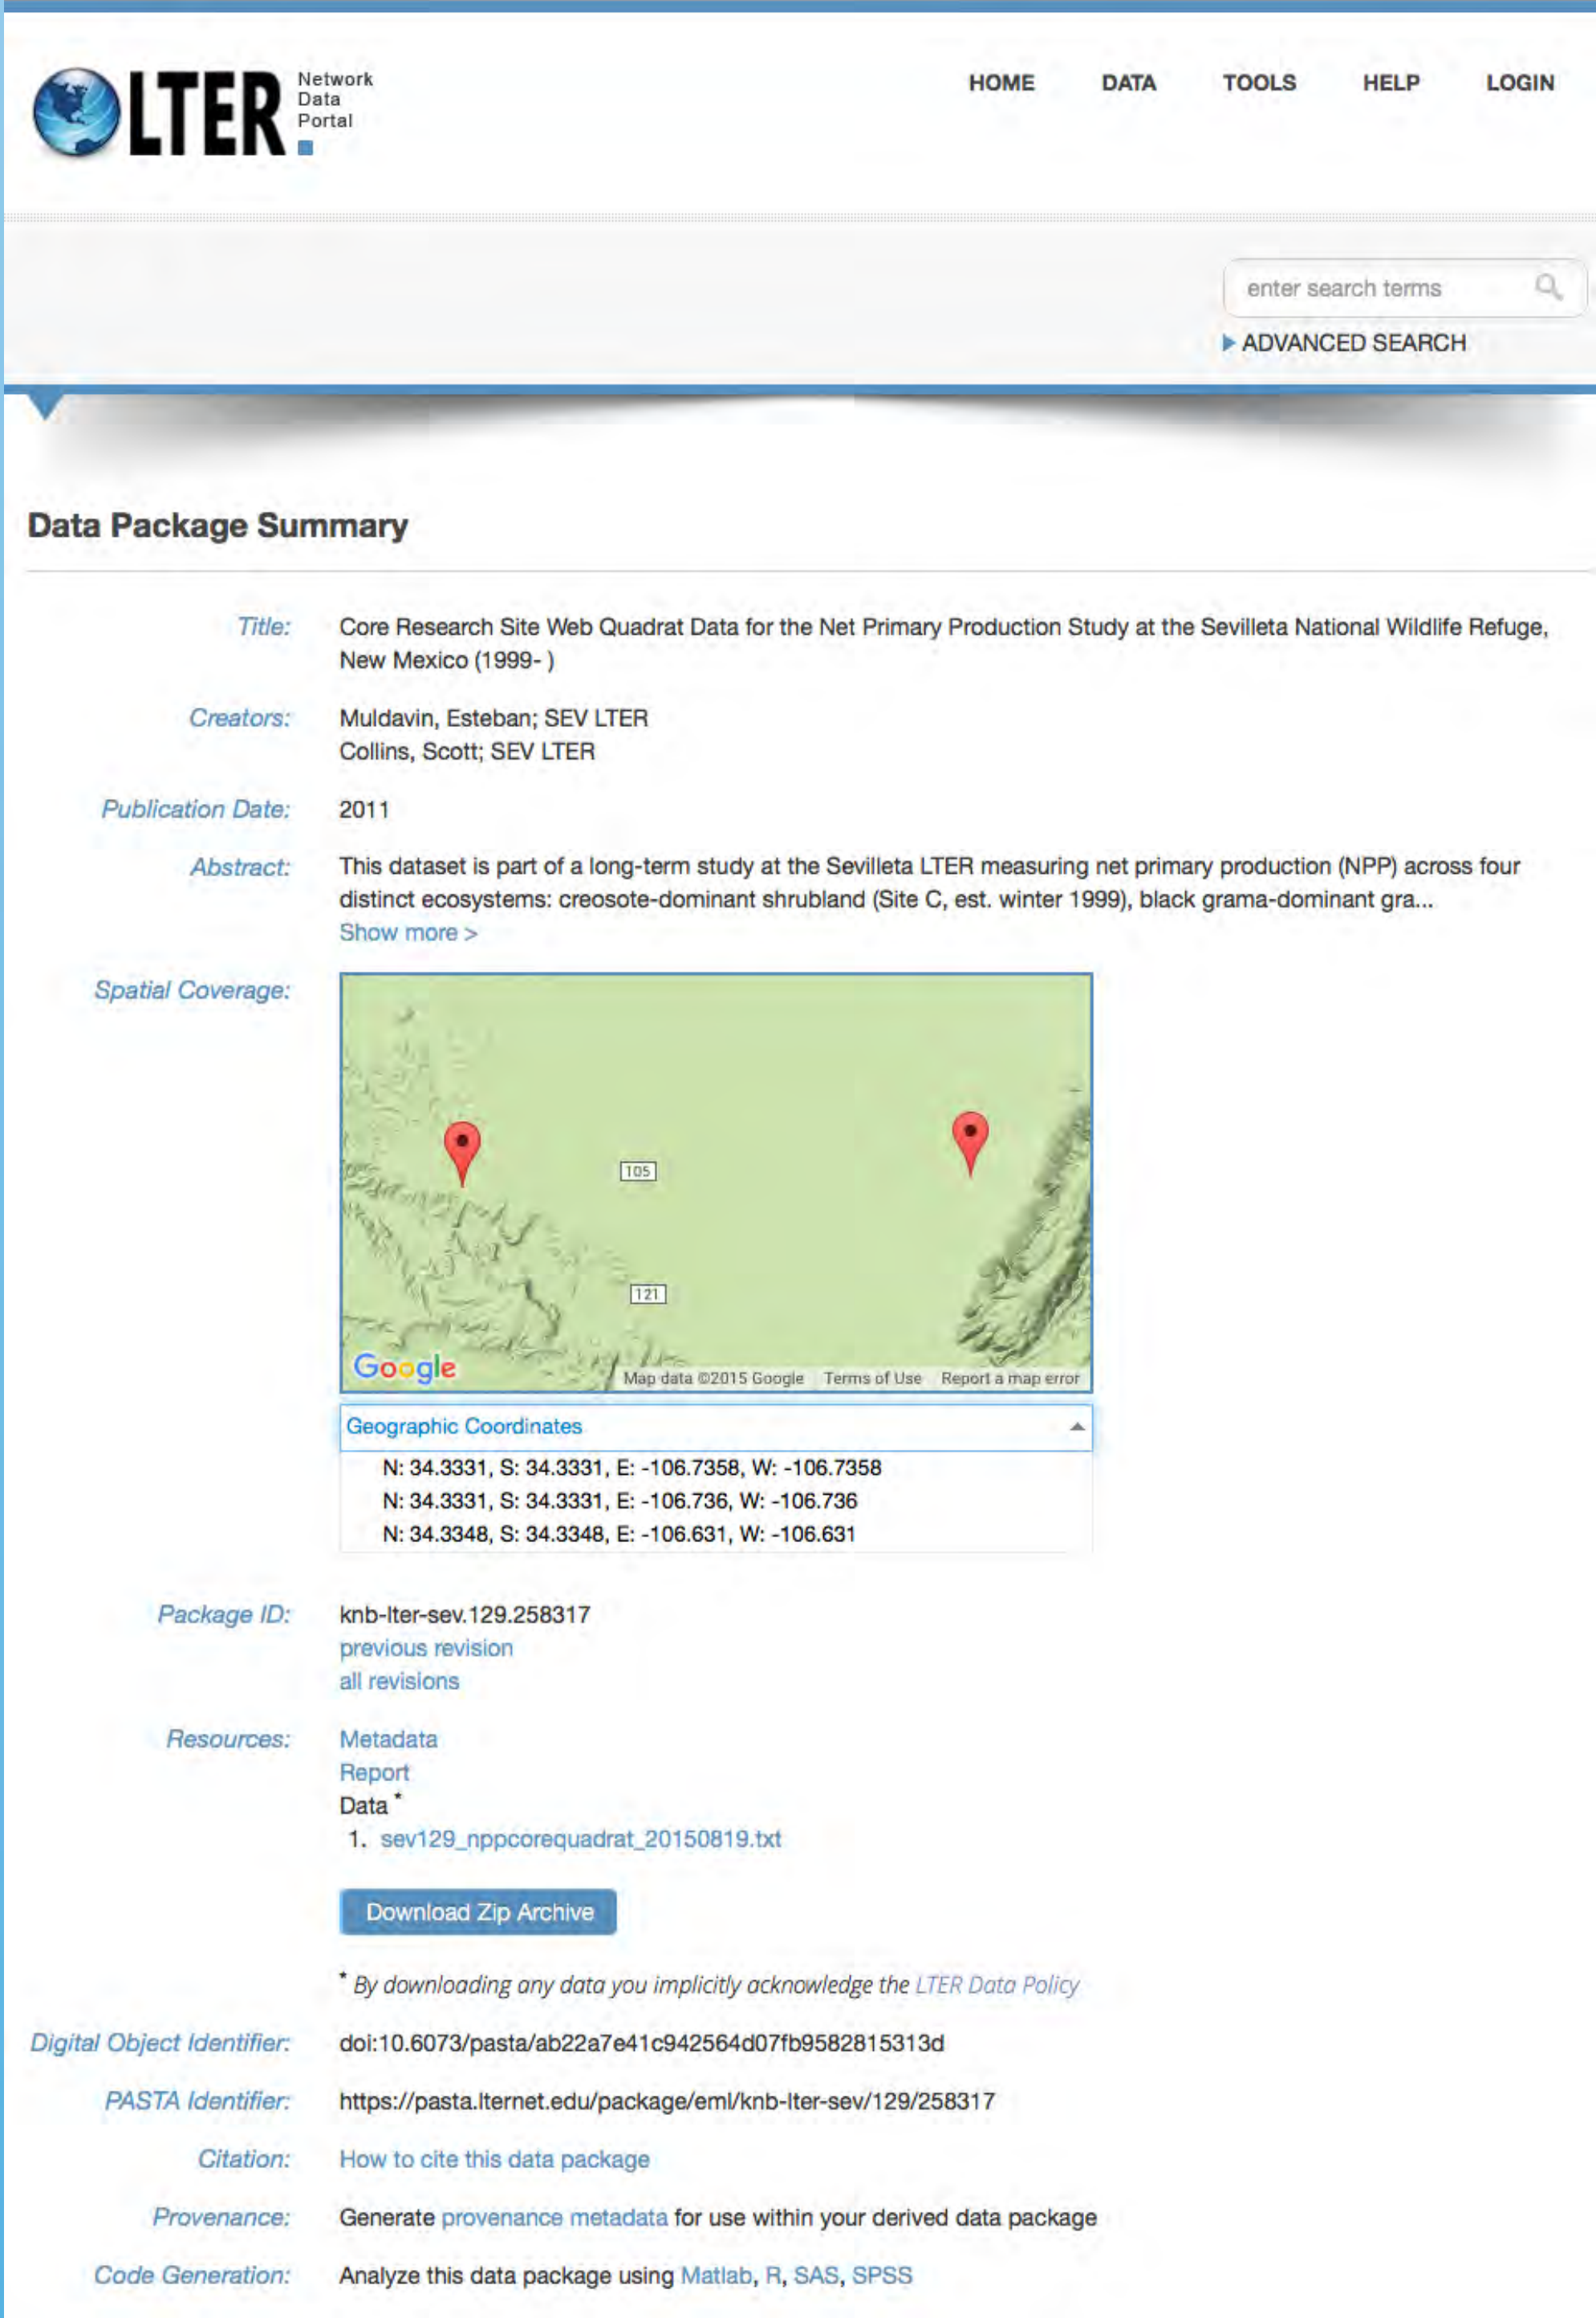 LTER
Network
Data
Portal
HOME DATA TOOLS HELP LOGIN
enter search terms
ADVANCED SEARCH
Data Package Summary
Title: Core Research Site Web Quadrat Data for the Net Primary Production Study at the Sevilleta National Wildlife Refuge,
New Mexico (1999- )
Creators: Muldavin, Esteban; SEV LTER
Collins, Scott; SEV LTER
Publication Date: 2011
Abstract: This dataset is part of a long-term study at the Sevilleta LTER measuring net primary production (NPP) across four
distinct ecosystems: creosote-dominant shrubland (Site C, est. winter 1999), black grama-dominant gra...
Show more >
Spatial Coverage:
105
121
Google
Map data ©2015 Google Terms of Use Report a map error
Geographic Coordinates
N: 34.3331, S: 34.3331, E: -106.7358, W: -106.7358
N: 34.3331, S: 34.3331, E: -106.736, W: -106.736
N: 34.3348, S: 34.3348, E: -106.631, W: -106.631
Package ID: knb-lter-sev.129.258317
previous revision
all revisions
Resources: Metadata
Report
Data *
1. sev129_nppcorequadrat_20150819.txt
Download Zip Archive
* By downloading any data you implicitly acknowledge the LTER Data Policy
Digital Object Identifier: doi:10.6073/pasta/ab22a7e41c942564d07fb9582815313d
PASTA Identifier: https://pasta.lternet.edu/package/eml/knb-lter-sev/129/258317
Citation: How to cite this data package
Provenance: Generate provenance metadata for use within your derived data package
Code Generation: Analyze this data package using Matlab, R, SAS, SPSS